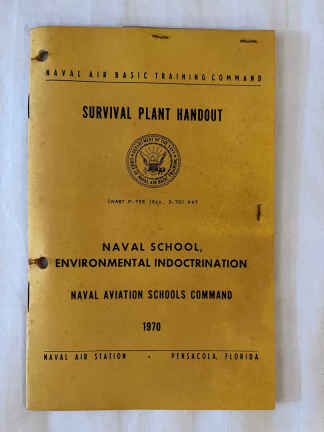 NAVAL AIR BASIC TRAINING COMMAND
SURVIVAL PLANT HANDOUT
NAVAL SCHOOL,
ENVIRONMENTAL INDOCTRINATION
NAVAL AVIATION SCHOOLS COMMAND
1970
NAVAL AIR STATION • PENSACOLA, FLORIDA